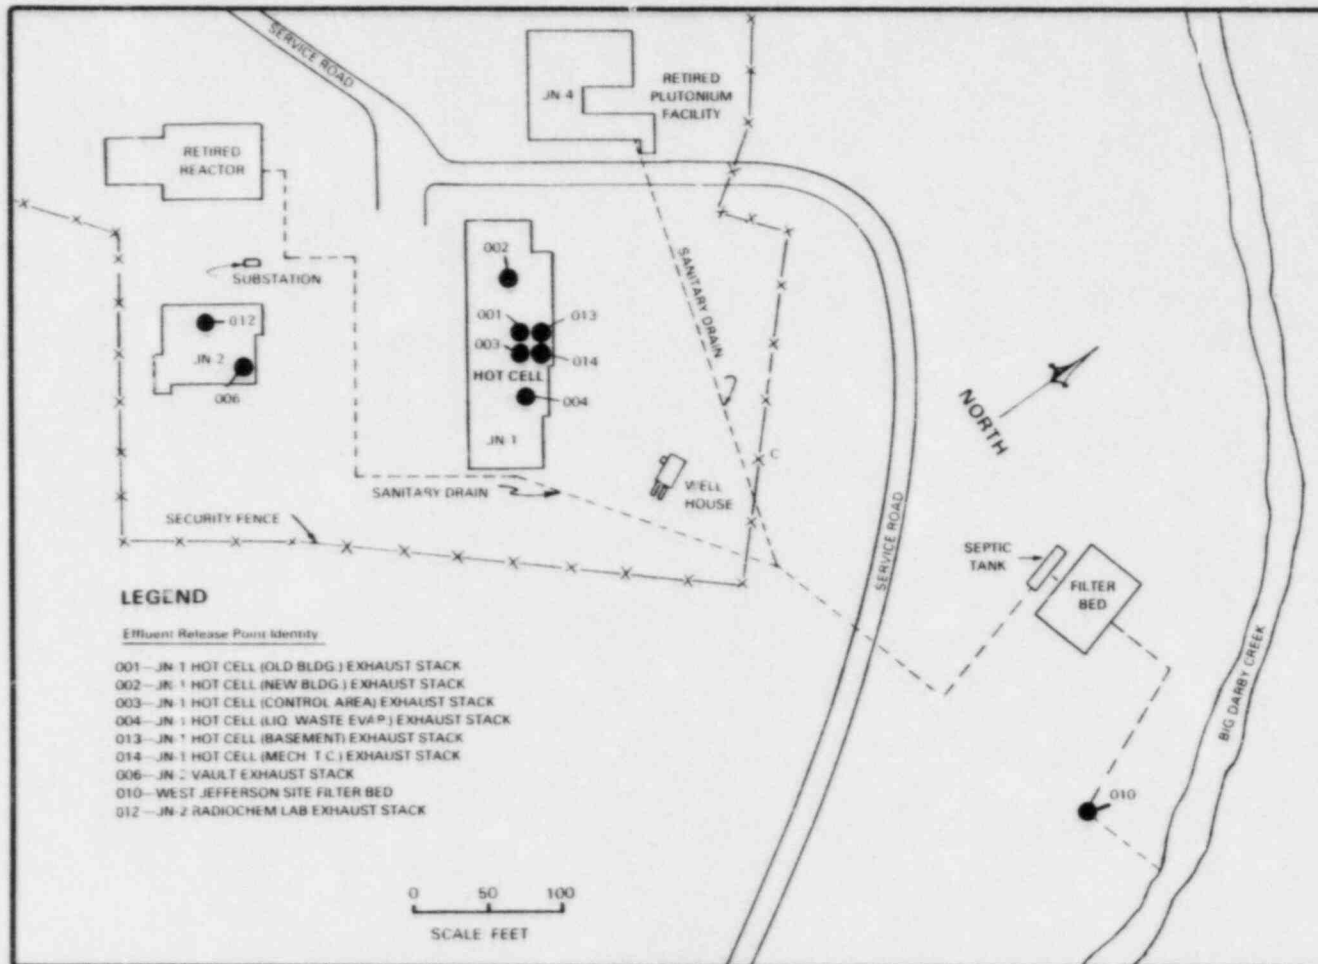 SERVICE ROAD
JN-4
RETIRED
PLUTONIUM
FACILITY
RETIRED
REACTOR
002
SUBSTATION
SANITARY DRAIN
001
013
012
003
014
JN-2
HOT CELL
006
004
NORTH
JN-1
C
WELL
HOUSE
SANITARY DRAIN
SECURITY FENCE
SERVICE ROAD
SEPTIC
TANK
FILTER
BED
BIG DARBY CREEK
LEGEND
Effluent Release Point Identity
001—JN-1 HOT CELL (OLD BLDG.) EXHAUST STACK
002—JN-1 HOT CELL (NEW BLDG.) EXHAUST STACK
003—JN-1 HOT CELL (CONTROL AREA) EXHAUST STACK
004—JN-1 HOT CELL (LIQ. WASTE EVAP.) EXHAUST STACK
013—JN-1 HOT CELL (BASEMENT) EXHAUST STACK
014—JN-1 HOT CELL (MECH. T.C.) EXHAUST STACK
006—JN-2 VAULT EXHAUST STACK
010—WEST JEFFERSON SITE FILTER BED
012—JN-2 RADIOCHEM LAB EXHAUST STACK
010
0 50 100
SCALE FEET